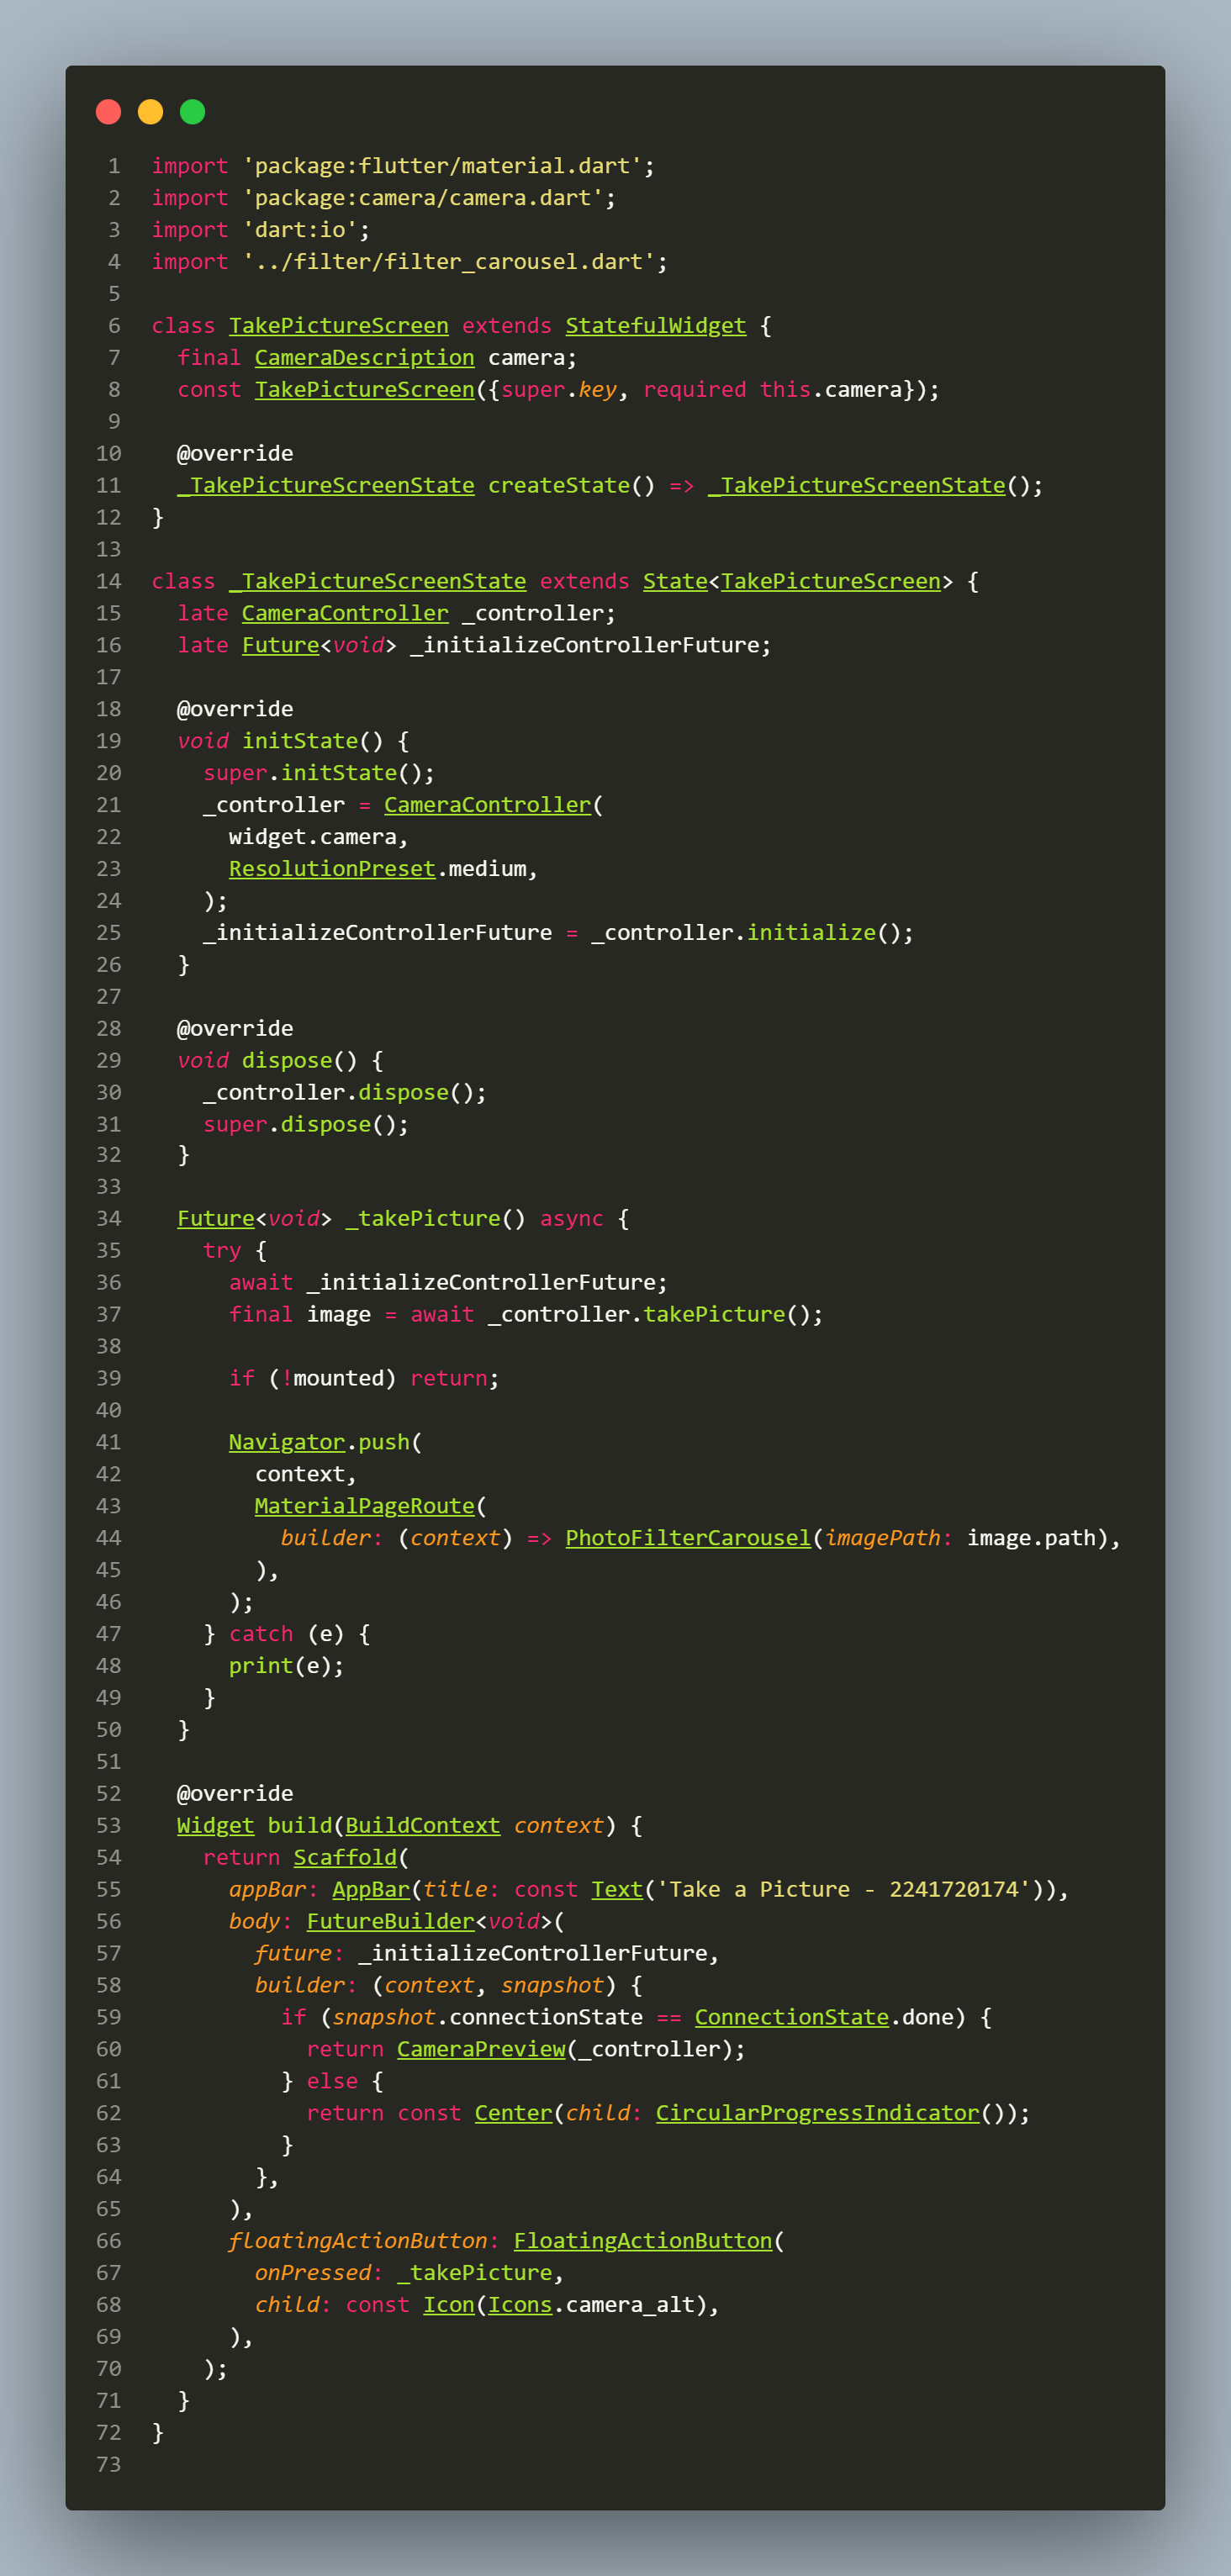 1 import 'package:flutter/material.dart';
2 import 'package:camera/camera.dart';
3 import 'dart:io';
4 import '../filter/filter_carousel.dart';
5
6 class TakePictureScreen extends StatefulWidget {
7   final CameraDescription camera;
8   const TakePictureScreen({super.key, required this.camera});
9
10   @override
11   _TakePictureScreenState createState() => _TakePictureScreenState();
12 }
13
14 class _TakePictureScreenState extends State<TakePictureScreen> {
15   late CameraController _controller;
16   late Future<void> _initializeControllerFuture;
17
18   @override
19   void initState() {
20     super.initState();
21     _controller = CameraController(
22       widget.camera,
23       ResolutionPreset.medium,
24     );
25     _initializeControllerFuture = _controller.initialize();
26   }
27
28   @override
29   void dispose() {
30     _controller.dispose();
31     super.dispose();
32   }
33
34   Future<void> _takePicture() async {
35     try {
36       await _initializeControllerFuture;
37       final image = await _controller.takePicture();
38
39       if (!mounted) return;
40
41       Navigator.push(
42         context,
43         MaterialPageRoute(
44           builder: (context) => PhotoFilterCarousel(imagePath: image.path),
45         ),
46       );
47     } catch (e) {
48       print(e);
49     }
50   }
51
52   @override
53   Widget build(BuildContext context) {
54     return Scaffold(
55       appBar: AppBar(title: const Text('Take a Picture - 2241720174')),
56       body: FutureBuilder<void>(
57         future: _initializeControllerFuture,
58         builder: (context, snapshot) {
59           if (snapshot.connectionState == ConnectionState.done) {
60             return CameraPreview(_controller);
61           } else {
62             return const Center(child: CircularProgressIndicator());
63           }
64         },
65       ),
66       floatingActionButton: FloatingActionButton(
67         onPressed: _takePicture,
68         child: const Icon(Icons.camera_alt),
69       ),
70     );
71   }
72 }
73